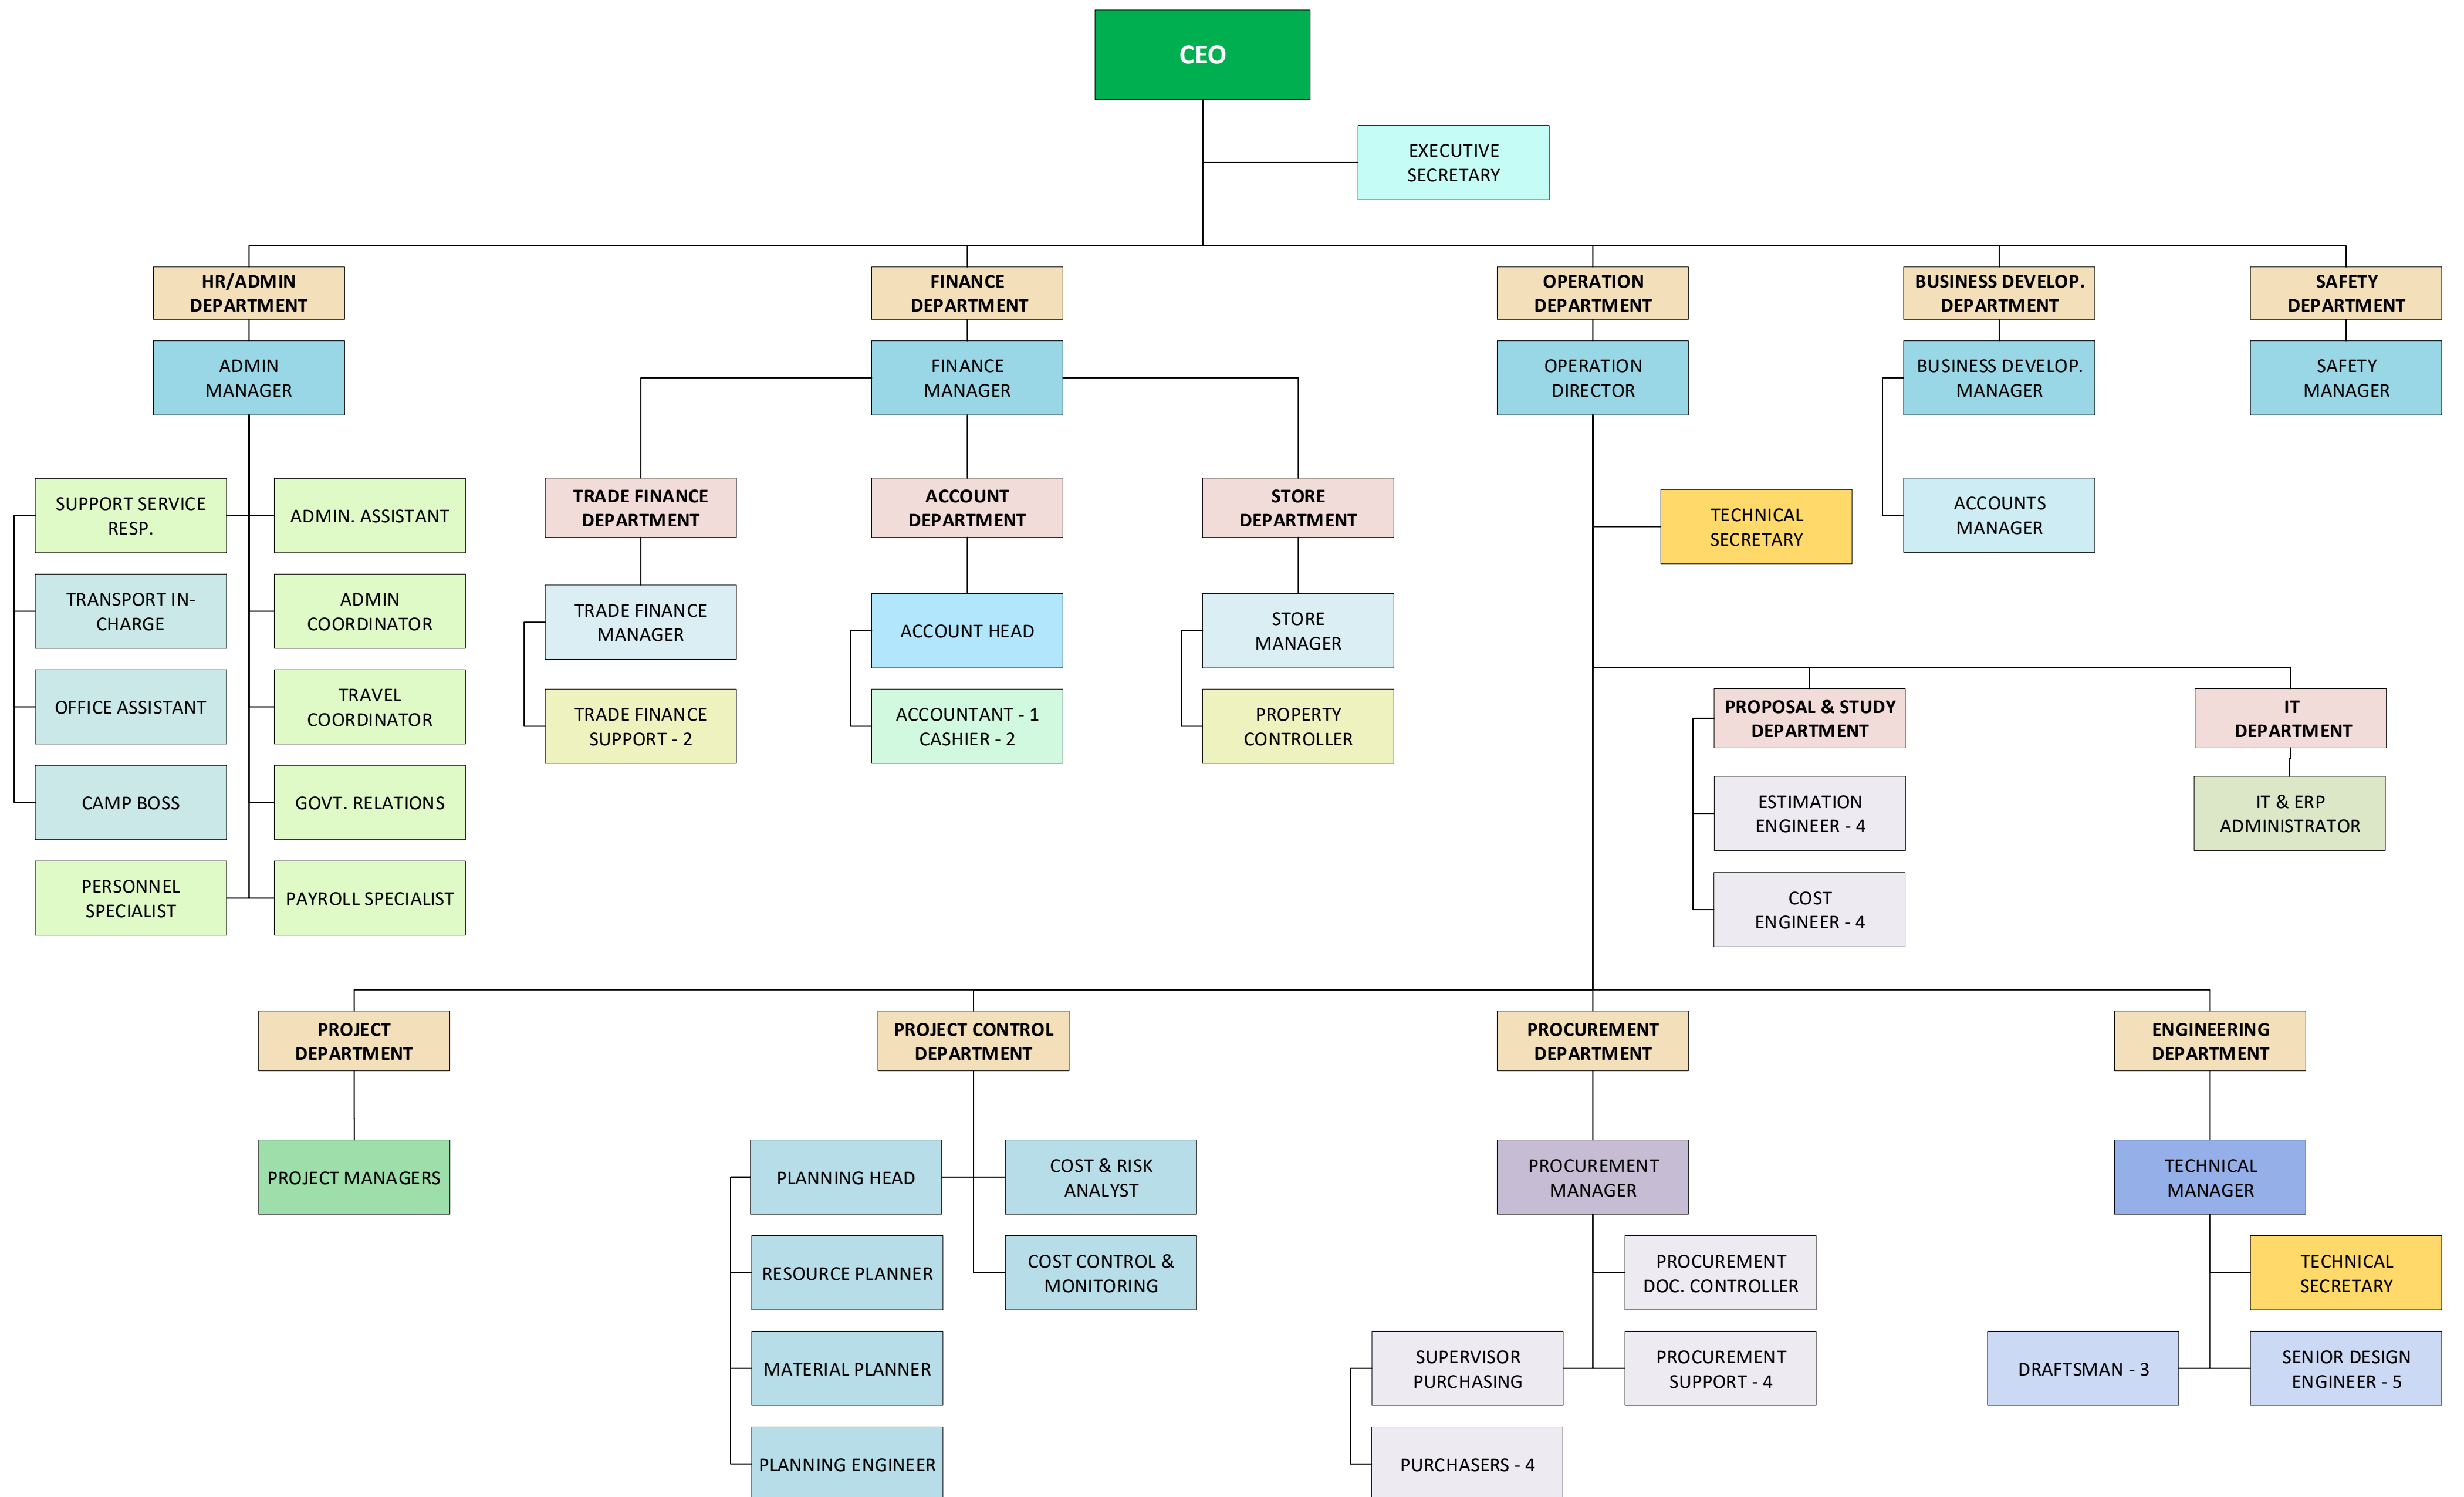 CEO
EXECUTIVE
SECRETARY
HR/ADMIN
DEPARTMENT
FINANCE
DEPARTMENT
OPERATION
DEPARTMENT
BUSINESS DEVELOP.
DEPARTMENT
SAFETY
DEPARTMENT
ADMIN
MANAGER
FINANCE
MANAGER
OPERATION
DIRECTOR
BUSINESS DEVELOP.
MANAGER
SAFETY
MANAGER
SUPPORT SERVICE
RESP.
ADMIN. ASSISTANT
TRADE FINANCE
DEPARTMENT
ACCOUNT
DEPARTMENT
STORE
DEPARTMENT
TECHNICAL
SECRETARY
ACCOUNTS
MANAGER
TRANSPORT IN-
CHARGE
ADMIN
COORDINATOR
TRADE FINANCE
MANAGER
ACCOUNT HEAD
STORE
MANAGER
OFFICE ASSISTANT
TRAVEL
COORDINATOR
TRADE FINANCE
SUPPORT - 2
ACCOUNTANT - 1
CASHIER - 2
PROPERTY
CONTROLLER
PROPOSAL & STUDY
DEPARTMENT
IT
DEPARTMENT
CAMP BOSS
GOVT. RELATIONS
ESTIMATION
ENGINEER - 4
IT & ERP
ADMINISTRATOR
PERSONNEL
SPECIALIST
PAYROLL SPECIALIST
COST
ENGINEER - 4
PROJECT
DEPARTMENT
PROJECT CONTROL
DEPARTMENT
PROCUREMENT
DEPARTMENT
ENGINEERING
DEPARTMENT
PROJECT MANAGERS
PLANNING HEAD
COST & RISK
ANALYST
PROCUREMENT
MANAGER
TECHNICAL
MANAGER
RESOURCE PLANNER
COST CONTROL &
MONITORING
PROCUREMENT
DOC. CONTROLLER
TECHNICAL
SECRETARY
MATERIAL PLANNER
SUPERVISOR
PURCHASING
PROCUREMENT
SUPPORT - 4
DRAFTSMAN - 3
SENIOR DESIGN
ENGINEER - 5
PLANNING ENGINEER
PURCHASERS - 4